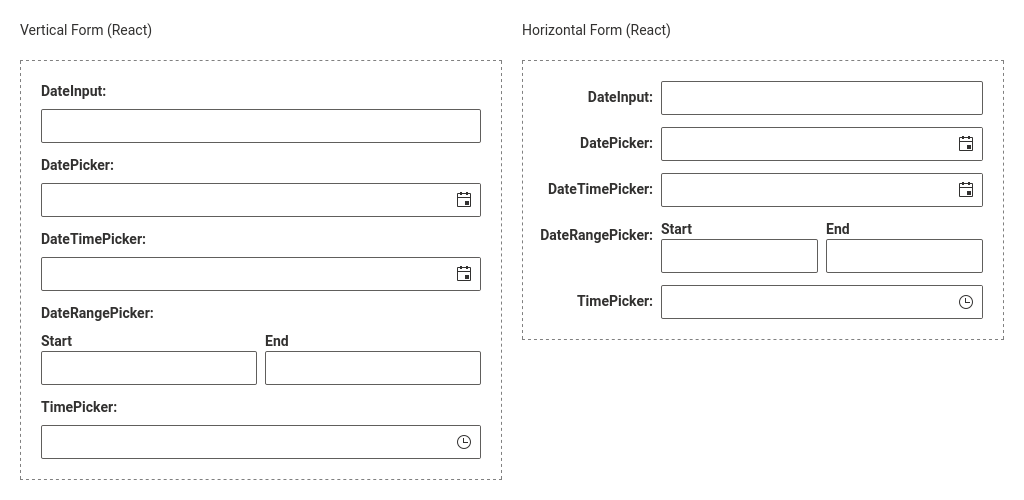 Vertical Form (React)
DateInput:
DatePicker:
DateTimePicker:
DateRangePicker:
Start End
TimePicker:
Horizontal Form (React)
DateInput:
DatePicker:
DateTimePicker:
DateRangePicker: Start End
TimePicker: